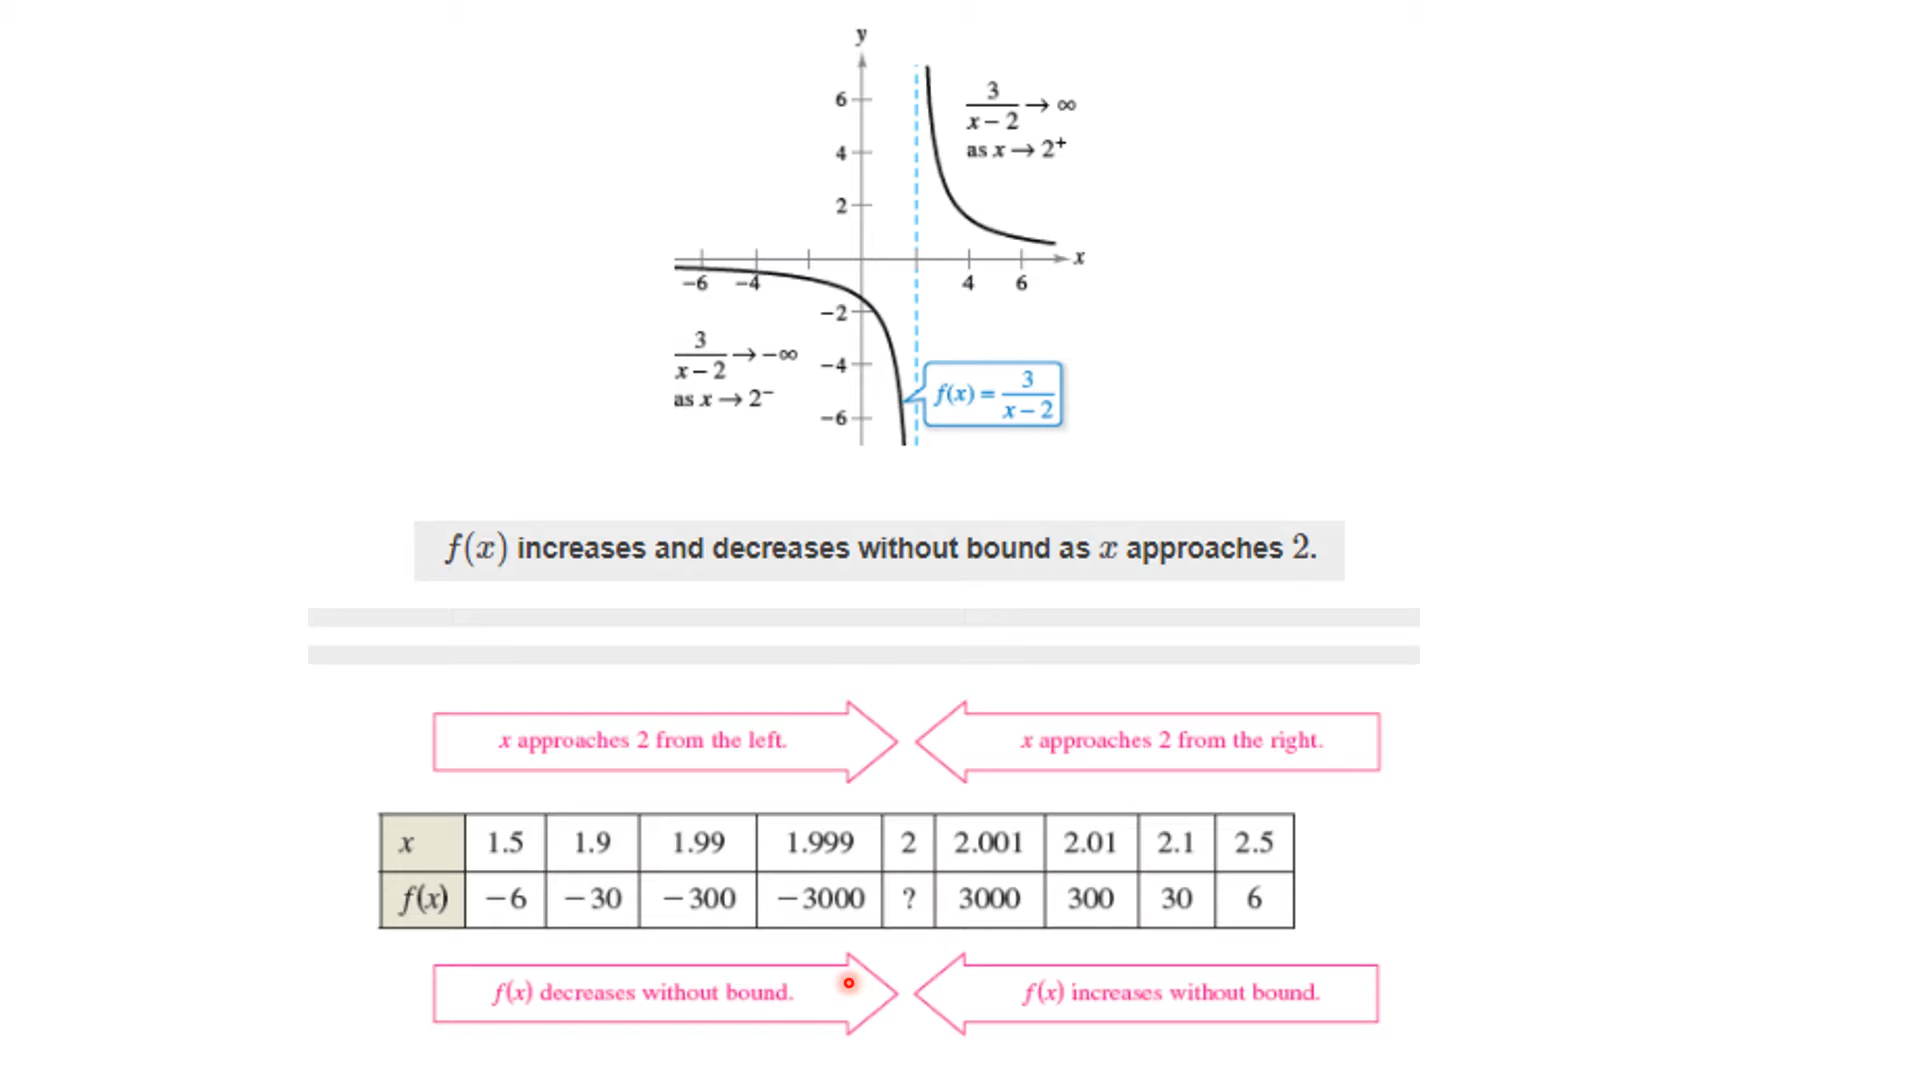 y
6
4
2
-2
-4
-6
-6 -4 4 6 x
3
x - 2 → ∞
as x → 2⁺
3
x - 2 → -∞
as x → 2⁻
f(x) = 3
x - 2
f(x) increases and decreases without bound as x approaches 2.
x approaches 2 from the left. x approaches 2 from the right.
x 1.5 1.9 1.99 1.999 2 2.001 2.01 2.1 2.5
f(x) -6 -30 -300 -3000 ? 3000 300 30 6
f(x) decreases without bound. f(x) increases without bound.